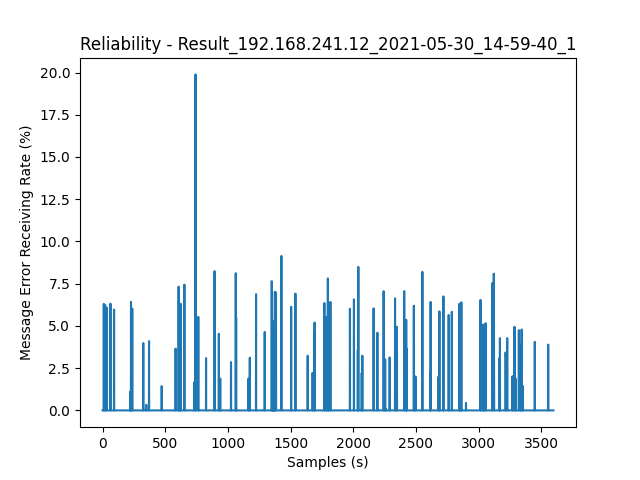 Reliability - Result_192.168.241.12_2021-05-30_14-59-40_1
Message Error Receiving Rate (%)
20.0
17.5
15.0
12.5
10.0
7.5
5.0
2.5
0.0
0 500 1000 1500 2000 2500 3000 3500
Samples (s)